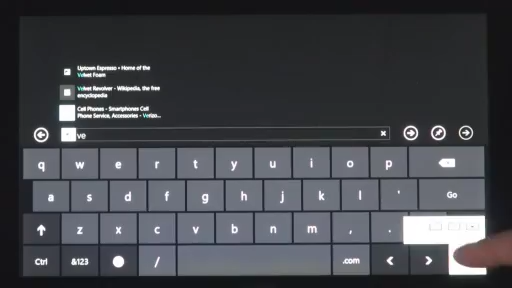 Uptown Espresso • Home of the
Velvet Foam
Velvet Revolver - Wikipedia, the free
encyclopedia
Cell Phones - Smartphones Cell
Phone Service, Accessories - Verizo...
ve
q w e r t y u i o p
a s d f g h j k l ' Go
z x c v b n m , .
Ctrl &123 / .com < >